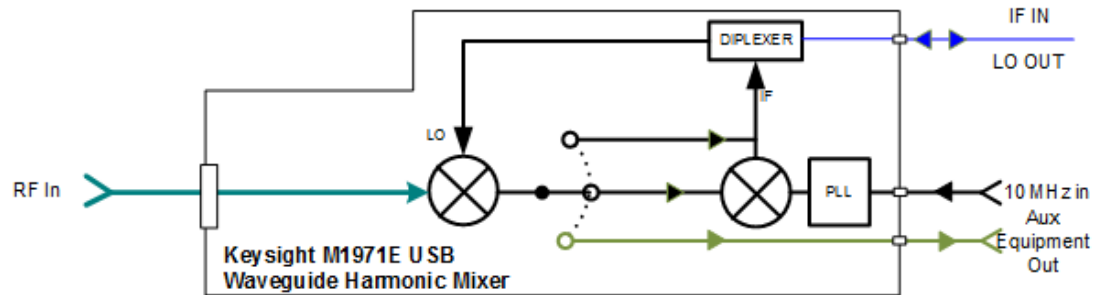 IF IN
DIPLEXER
LO OUT
IF
LO
RF In
PLL
10 MHz in
Aux
Equipment
Out
Keysight M1971E USB
Waveguide Harmonic Mixer